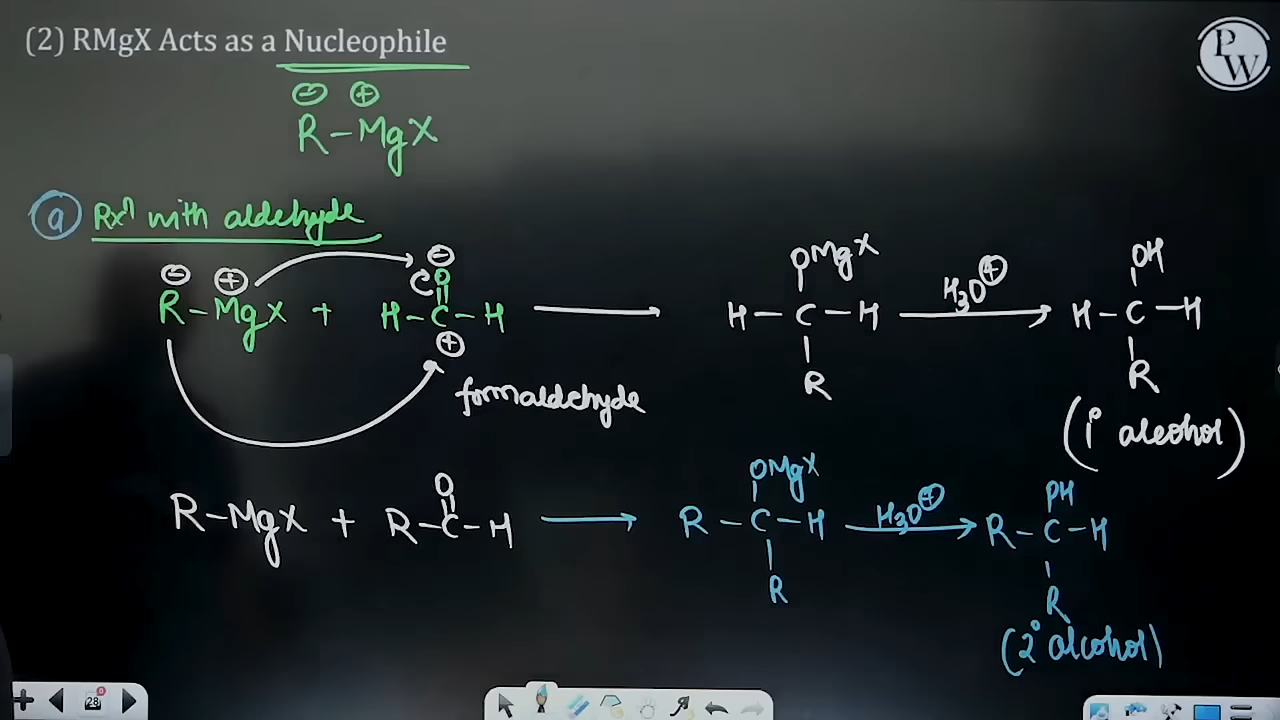 (2) RMgX Acts as a Nucleophile
PW
⊖ ⊕
R-MgX
(a) Rxn with aldehyde
⊖ ⊕ ⊖
R-MgX + H-C-H
O
⊕
formaldehyde
OMgX
H-C-H
R
H3O⊕
OH
H-C-H
R
(1° alcohol)
R-MgX + R-C-H
O
OMgX
R-C-H
R
H3O⊕
OH
R-C-H
R
(2° alcohol)
28